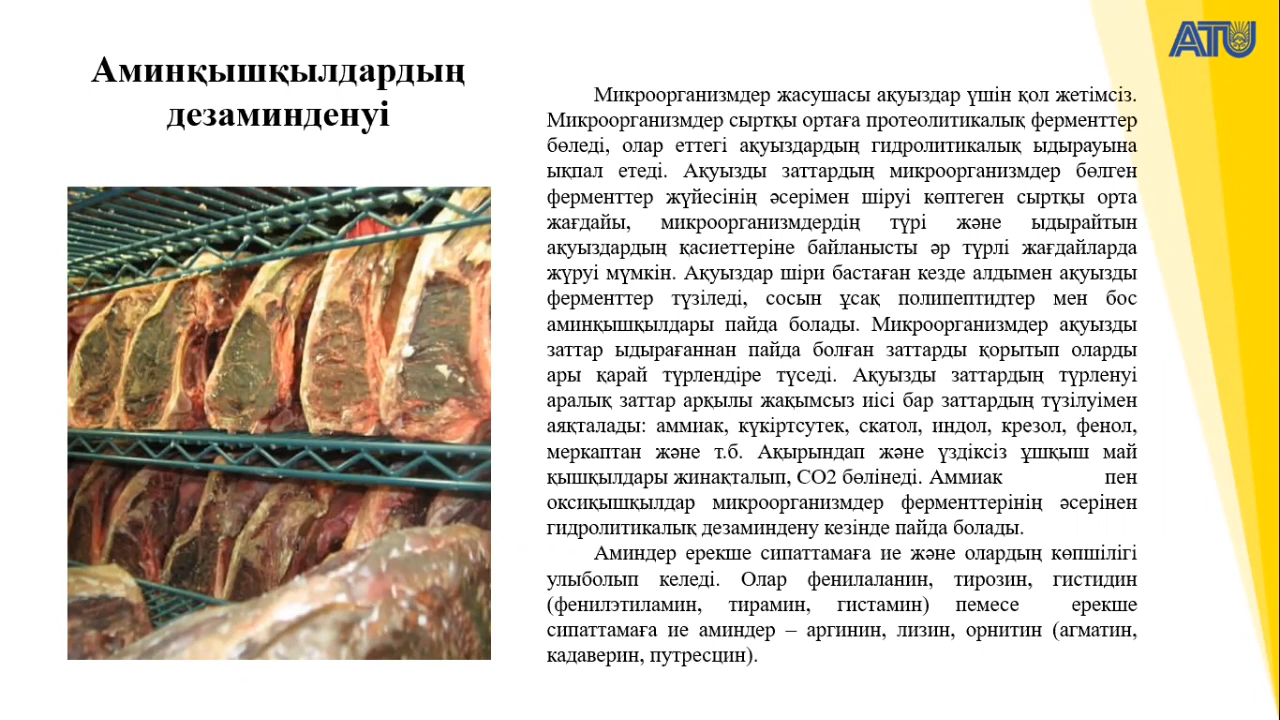 ATU
Аминқышқылдардың
дезаминденуі
Микроорганизмдер жасушасы ақуыздар үшін қол жетімсіз.
Микроорганизмдер сыртқы ортаға протеолитикалық ферменттер
бөледі, олар еттегі ақуыздардың гидролитикалық ыдырауына
ықпал етеді. Ақуызды заттардың микроорганизмдер бөлген
ферменттер жүйесінің әсерімен шіруі көптеген сыртқы орта
жағдайы, микроорганизмдердің түрі және ыдырайтын
ақуыздардың қасиеттеріне байланысты әр түрлі жағдайларда
жүруі мүмкін. Ақуыздар шіри бастаған кезде алдымен ақуызды
ферменттер түзіледі, сосын ұсақ полипептидтер мен бос
аминқышқылдары пайда болады. Микроорганизмдер ақуызды
заттар ыдырағаннан пайда болған заттарды қорытып оларды
ары қарай түрлендіре түседі. Ақуызды заттардың түрленуі
аралық заттар арқылы жақымсыз иісі бар заттардың түзілуімен
аяқталады: аммиак, күкіртсутек, скатол, индол, крезол, фенол,
меркаптан және т.б. Ақырындап және үздіксіз ұшқыш май
қышқылдары жинақталып, СО2 бөлінеді. Аммиак пен
оксиқышқылдар микроорганизмдер ферменттерінің әсерінен
гидролитикалық дезаминдену кезінде пайда болады.
Аминдер ерекше сипаттамаға ие және олардың көпшілігі
улыболып келеді. Олар фенилаланин, тирозин, гистидин
(фенилэтиламин, тирамин, гистамин) пемесе ерекше
сипаттамаға ие аминдер – аргинин, лизин, орнитин (агматин,
кадаверин, путресцин).